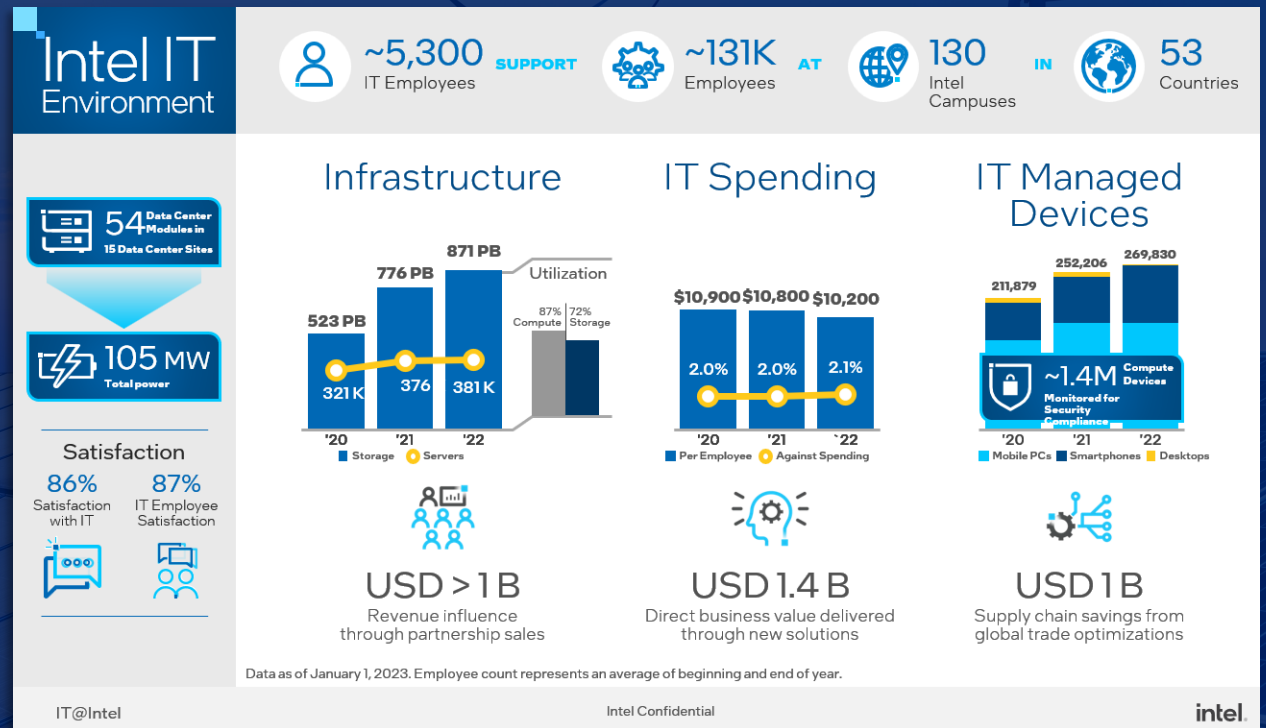 Intel IT
Environment
~5,300
IT Employees
SUPPORT
~131K
Employees
AT
130
Intel
Campuses
IN
53
Countries
54 Data Center
Modules in
15 Data Center Sites
105 MW
Total power
Satisfaction
86%
Satisfaction
with IT
87%
IT Employee
Satisfaction
Infrastructure
523 PB
776 PB
871 PB
321 K
376
381 K
'20
'21
'22
Storage
Servers
Utilization
87%
Compute
72%
Storage
USD > 1 B
Revenue influence
through partnership sales
IT Spending
$10,900
$10,800
$10,200
2.0%
2.0%
2.1%
'20
'21
`22
Per Employee
Against Spending
USD 1.4 B
Direct business value delivered
through new solutions
IT Managed
Devices
211,879
252,206
269,830
~1.4M Compute
Devices
Monitored for
Security
Compliance
'20
'21
'22
Mobile PCs
Smartphones
Desktops
USD 1 B
Supply chain savings from
global trade optimizations
Data as of January 1, 2023. Employee count represents an average of beginning and end of year.
IT@Intel
Intel Confidential
intel.